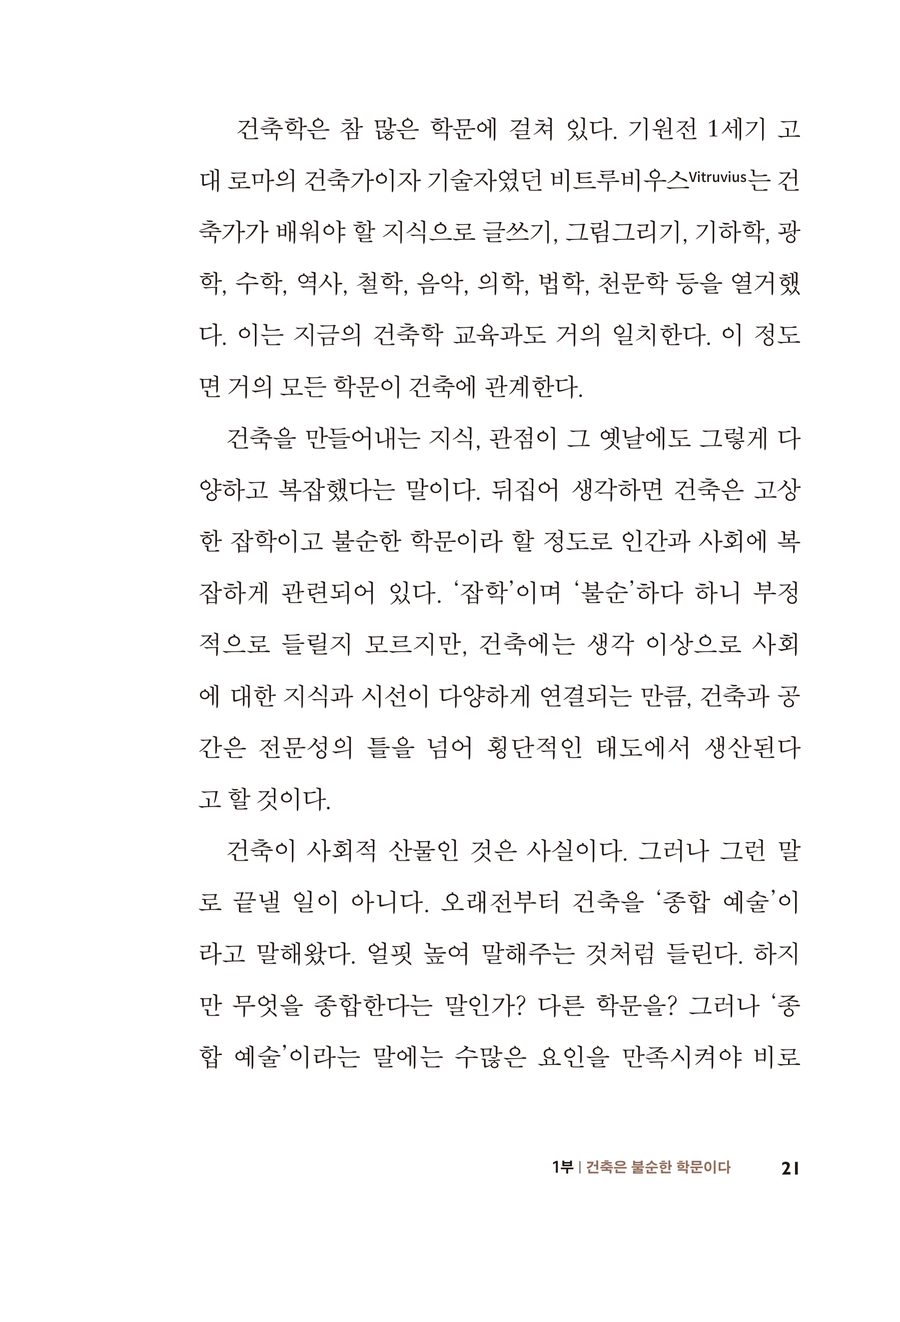 건축학은 참 많은 학문에 걸쳐 있다. 기원전 1세기 고
대 로마의 건축가이자 기술자였던 비트루비우스Vitruvius는 건
축가가 배워야 할 지식으로 글쓰기, 그림그리기, 기하학, 광
학, 수학, 역사, 철학, 음악, 의학, 법학, 천문학 등을 열거했
다. 이는 지금의 건축학 교육과도 거의 일치한다. 이 정도
면 거의 모든 학문이 건축에 관계한다.
건축을 만들어내는 지식, 관점이 그 옛날에도 그렇게 다
양하고 복잡했다는 말이다. 뒤집어 생각하면 건축은 고상
한 잡학이고 불순한 학문이라 할 정도로 인간과 사회에 복
잡하게 관련되어 있다. ‘잡학’이며 ‘불순’하다 하니 부정
적으로 들릴지 모르지만, 건축에는 생각 이상으로 사회
에 대한 지식과 시선이 다양하게 연결되는 만큼, 건축과 공
간은 전문성의 틀을 넘어 횡단적인 태도에서 생산된다
고 할 것이다.
건축이 사회적 산물인 것은 사실이다. 그러나 그런 말
로 끝낼 일이 아니다. 오래전부터 건축을 ‘종합 예술’이
라고 말해왔다. 얼핏 높여 말해주는 것처럼 들린다. 하지
만 무엇을 종합한다는 말인가? 다른 학문을? 그러나 ‘종
합 예술’이라는 말에는 수많은 요인을 만족시켜야 비로
1부 | 건축은 불순한 학문이다 21